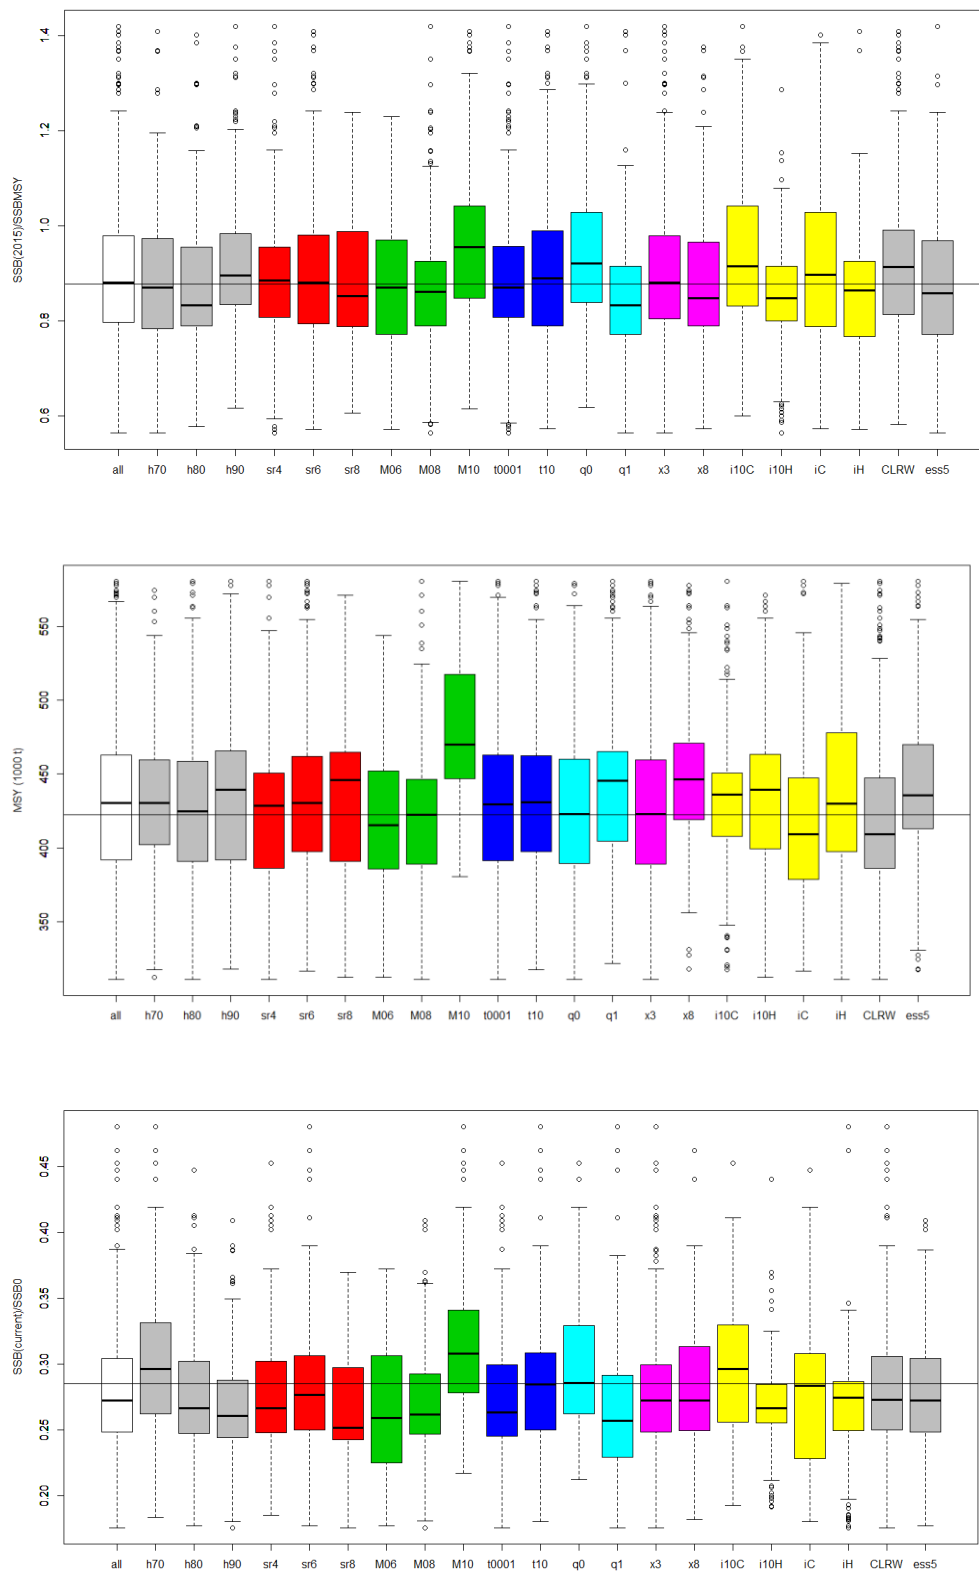 SSB(2015)/SSBMSY
1.4
1.2
1.0
0.8
0.6
all h70 h80 h90 sr4 sr6 sr8 M06 M08 M10 t0001 t10 q0 q1 x3 x8 i10C i10H iC iH CLRW ess5
MSY (1000 t)
550
500
450
400
350
all h70 h80 h90 sr4 sr6 sr8 M06 M08 M10 t0001 t10 q0 q1 x3 x8 i10C i10H iC iH CLRW ess5
SSB(current)/SSB0
0.45
0.40
0.35
0.30
0.25
0.20
all h70 h80 h90 sr4 sr6 sr8 M06 M08 M10 t0001 t10 q0 q1 x3 x8 i10C i10H iC iH CLRW ess5